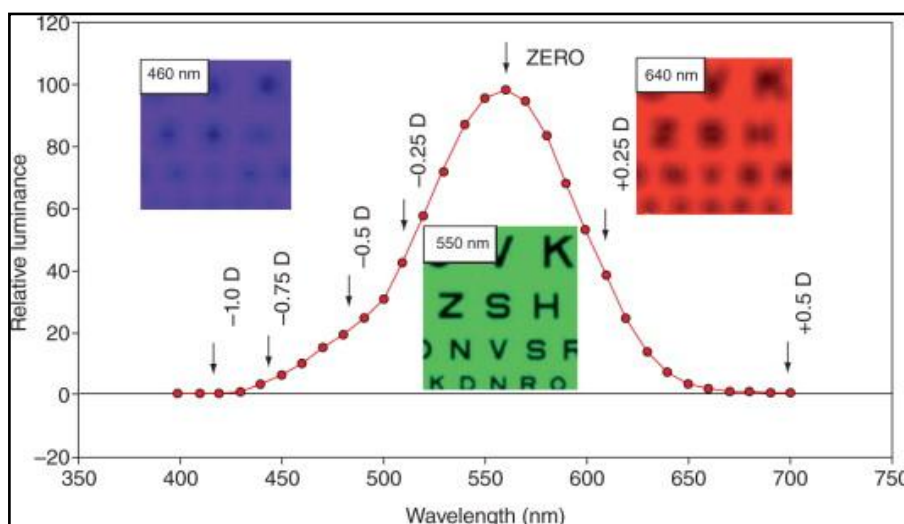 Relative luminance
120
100
80
60
40
20
0
−20
460 nm
ZERO
640 nm
−1.0 D
−0.75 D
−0.5 D
−0.25 D
+0.25 D
+0.5 D
550 nm
V K
Z S H
N V S R
K D N R O
350 400 450 500 550 600 650 700 750
Wavelength (nm)